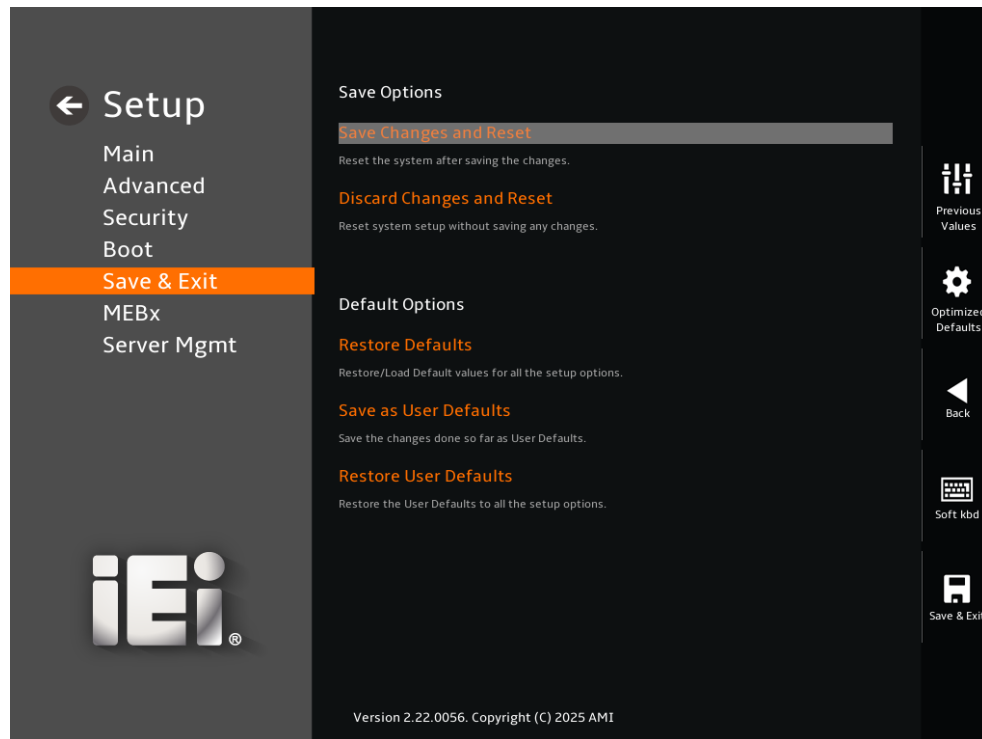 Setup
Main
Advanced
Security
Boot
Save & Exit
MEBx
Server Mgmt
iEi®
Save Options
Save Changes and Reset
Reset the system after saving the changes.
Discard Changes and Reset
Reset system setup without saving any changes.
Default Options
Restore Defaults
Restore/Load Default values for all the setup options.
Save as User Defaults
Save the changes done so far as User Defaults.
Restore User Defaults
Restore the User Defaults to all the setup options.
Version 2.22.0056. Copyright (C) 2025 AMI
Previous
Values
Optimized
Defaults
Back
Soft kbd
Save & Exit